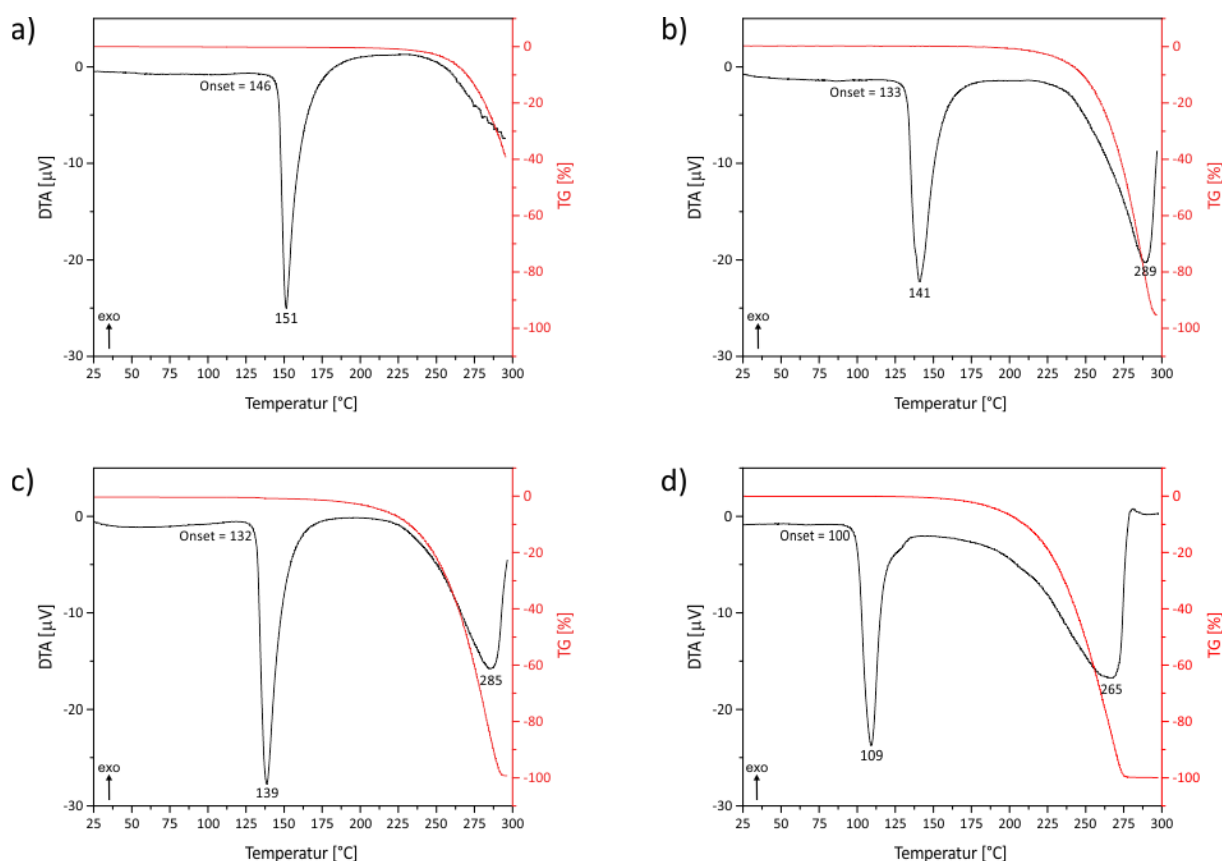 a)
0
-10
-20
-30
DTA [µV]
Onset = 146
151
exo
0
-20
-40
-60
-80
-100
TG [%]
25 50 75 100 125 150 175 200 225 250 275 300
Temperatur [°C]
b)
0
-10
-20
-30
DTA [µV]
Onset = 133
141
289
exo
0
-20
-40
-60
-80
-100
TG [%]
25 50 75 100 125 150 175 200 225 250 275 300
Temperatur [°C]
c)
0
-10
-20
-30
DTA [µV]
Onset = 132
139
285
exo
0
-20
-40
-60
-80
-100
TG [%]
25 50 75 100 125 150 175 200 225 250 275 300
Temperatur [°C]
d)
0
-10
-20
-30
DTA [µV]
Onset = 100
109
265
exo
0
-20
-40
-60
-80
-100
TG [%]
25 50 75 100 125 150 175 200 225 250 275 300
Temperatur [°C]